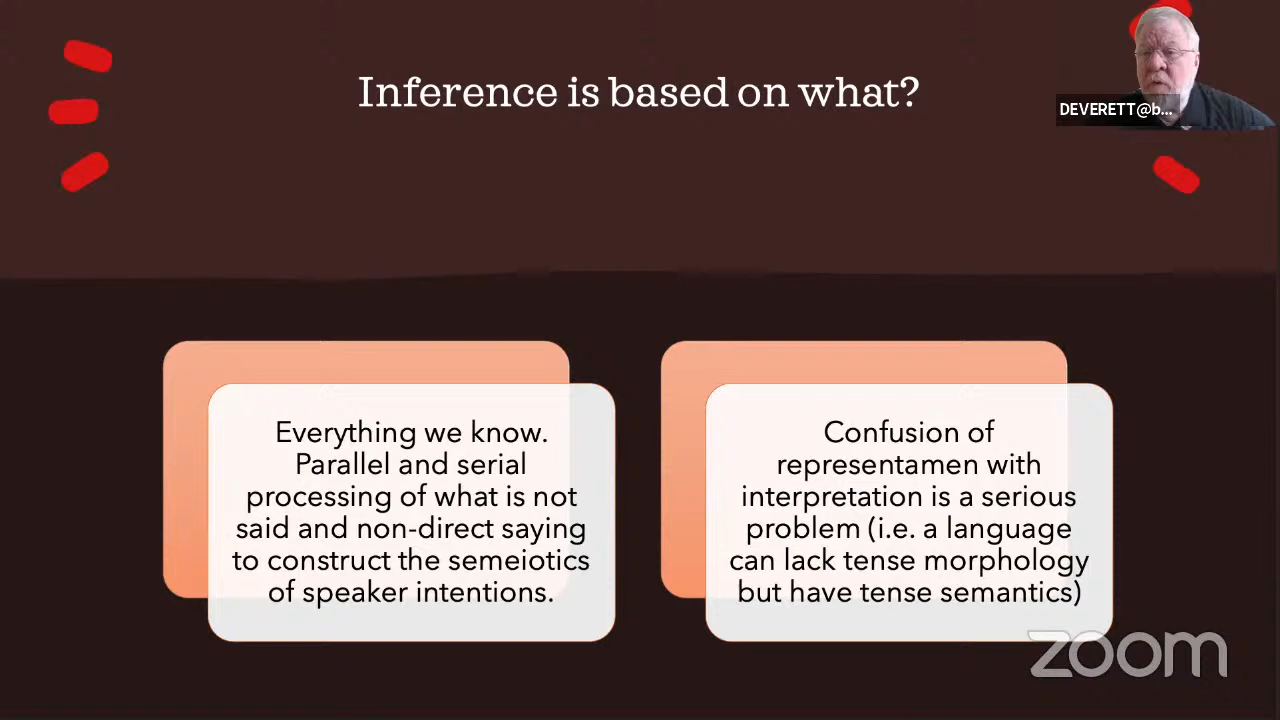 Inference is based on what?
DEVERETT@b...
Everything we know.
Parallel and serial
processing of what is not
said and non-direct saying
to construct the semeiotics
of speaker intentions.
Confusion of
representamen with
interpretation is a serious
problem (i.e. a language
can lack tense morphology
but have tense semantics)
zoom